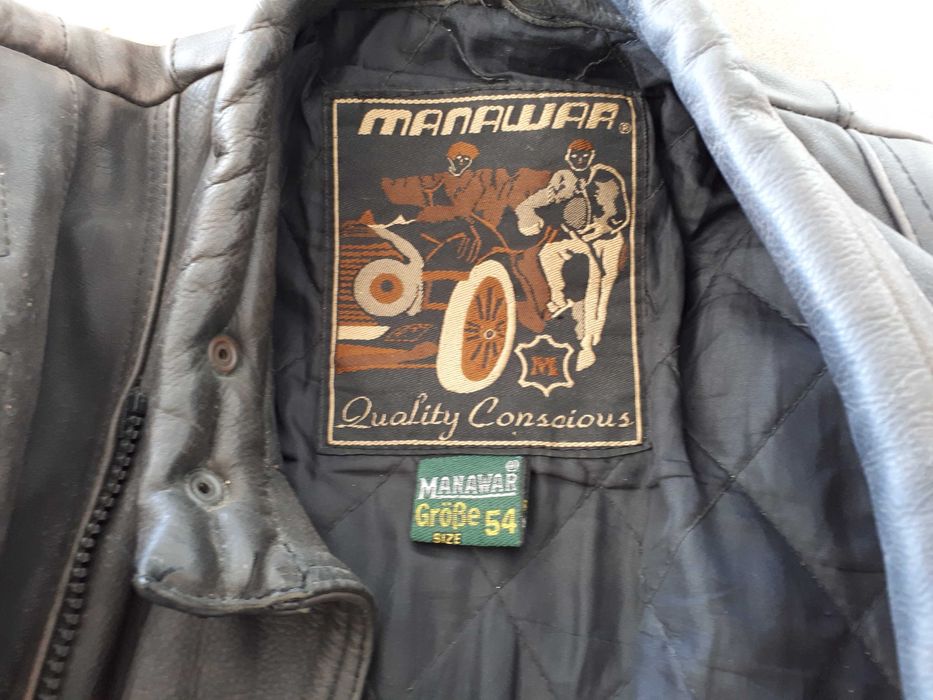 MANAWAR®
M
Quality Conscious
MANAWAR®
Größe 54
SIZE